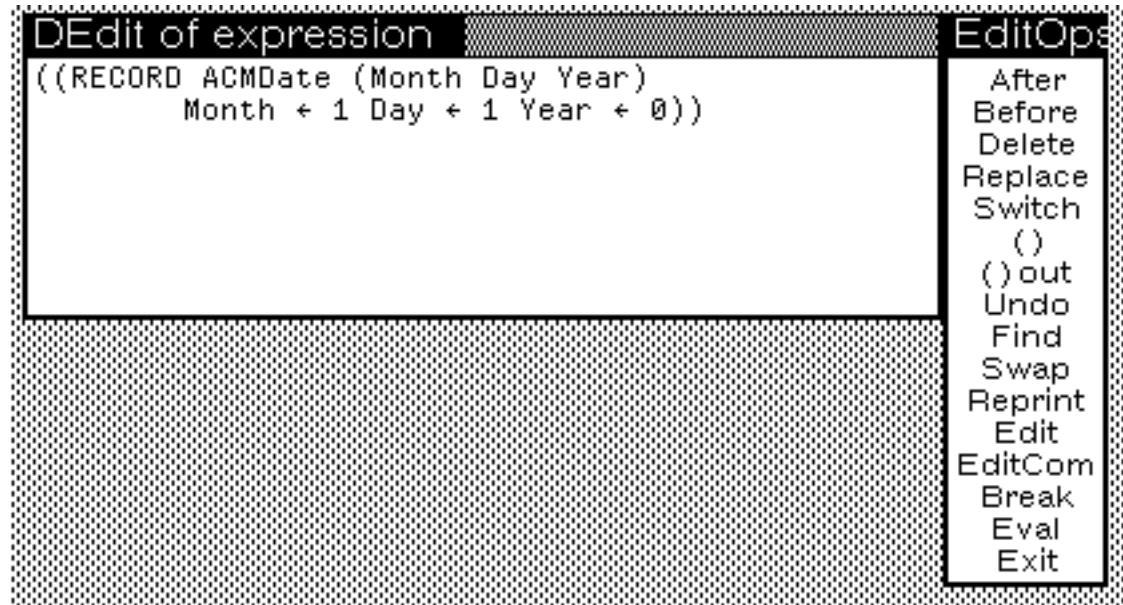 DEdit of expression
((RECORD ACMDate (Month Day Year)
Month ← 1 Day ← 1 Year ← 0))
EditOps
After
Before
Delete
Replace
Switch
()
() out
Undo
Find
Swap
Reprint
Edit
EditCom
Break
Eval
Exit